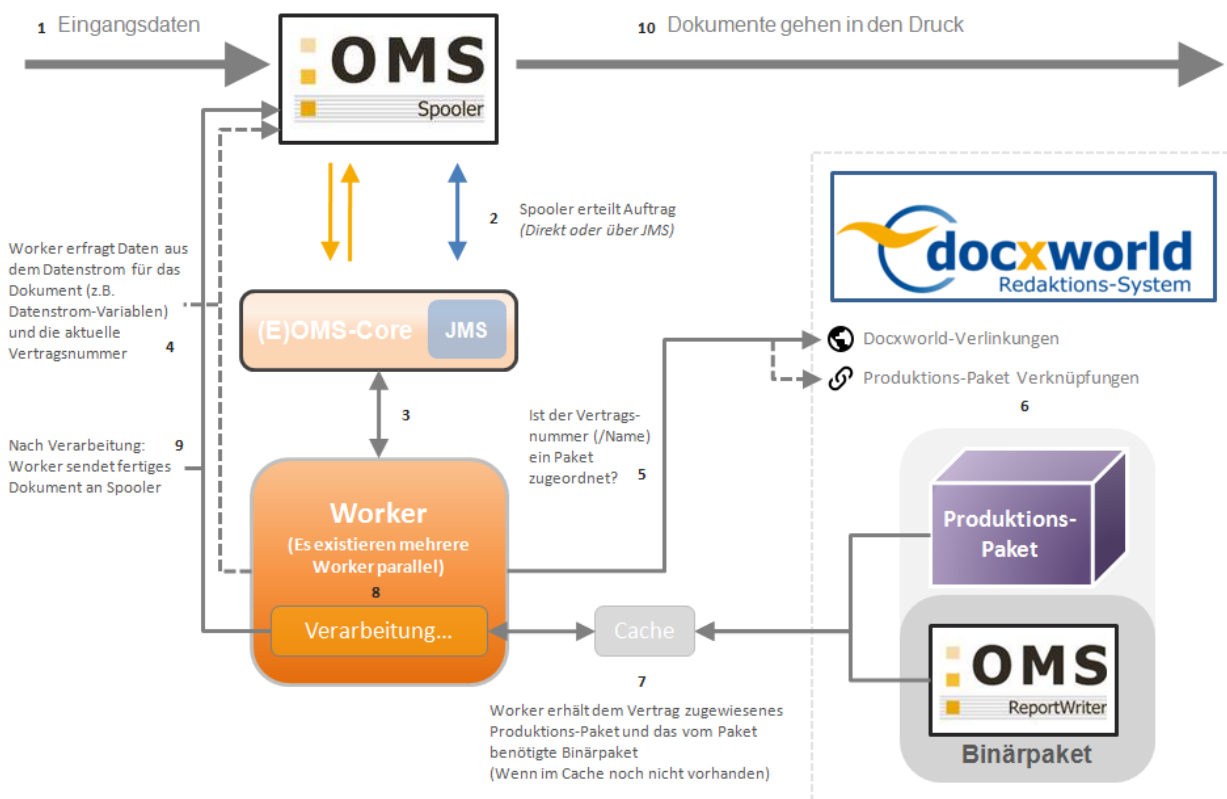 1 Eingangsdaten
OMS
Spooler
10 Dokumente gehen in den Druck
2 Spooler erteilt Auftrag
(Direkt oder über JMS)
docxworld
Redaktions-System
Worker erfragt Daten aus
dem Datenstrom für das
Dokument (z.B.
Datenstrom-Variablen)
und die aktuelle
Vertragsnummer 4
(E)OMS-Core
JMS
Docxworld-Verlinkungen
Produktions-Paket Verknüpfungen
6
3
Ist der Vertrags-
nummer (/Name)
ein Paket
zugeordnet? 5
Nach Verarbeitung: 9
Worker sendet fertiges
Dokument an Spooler
Worker
(Es existieren mehrere
Worker parallel)
8
Verarbeitung...
Cache
7
Worker erhält dem Vertrag zugewiesenes
Produktions-Paket und das vom Paket
benötigte Binärpaket
(Wenn im Cache noch nicht vorhanden)
Produktions-
Paket
OMS
ReportWriter
Binärpaket